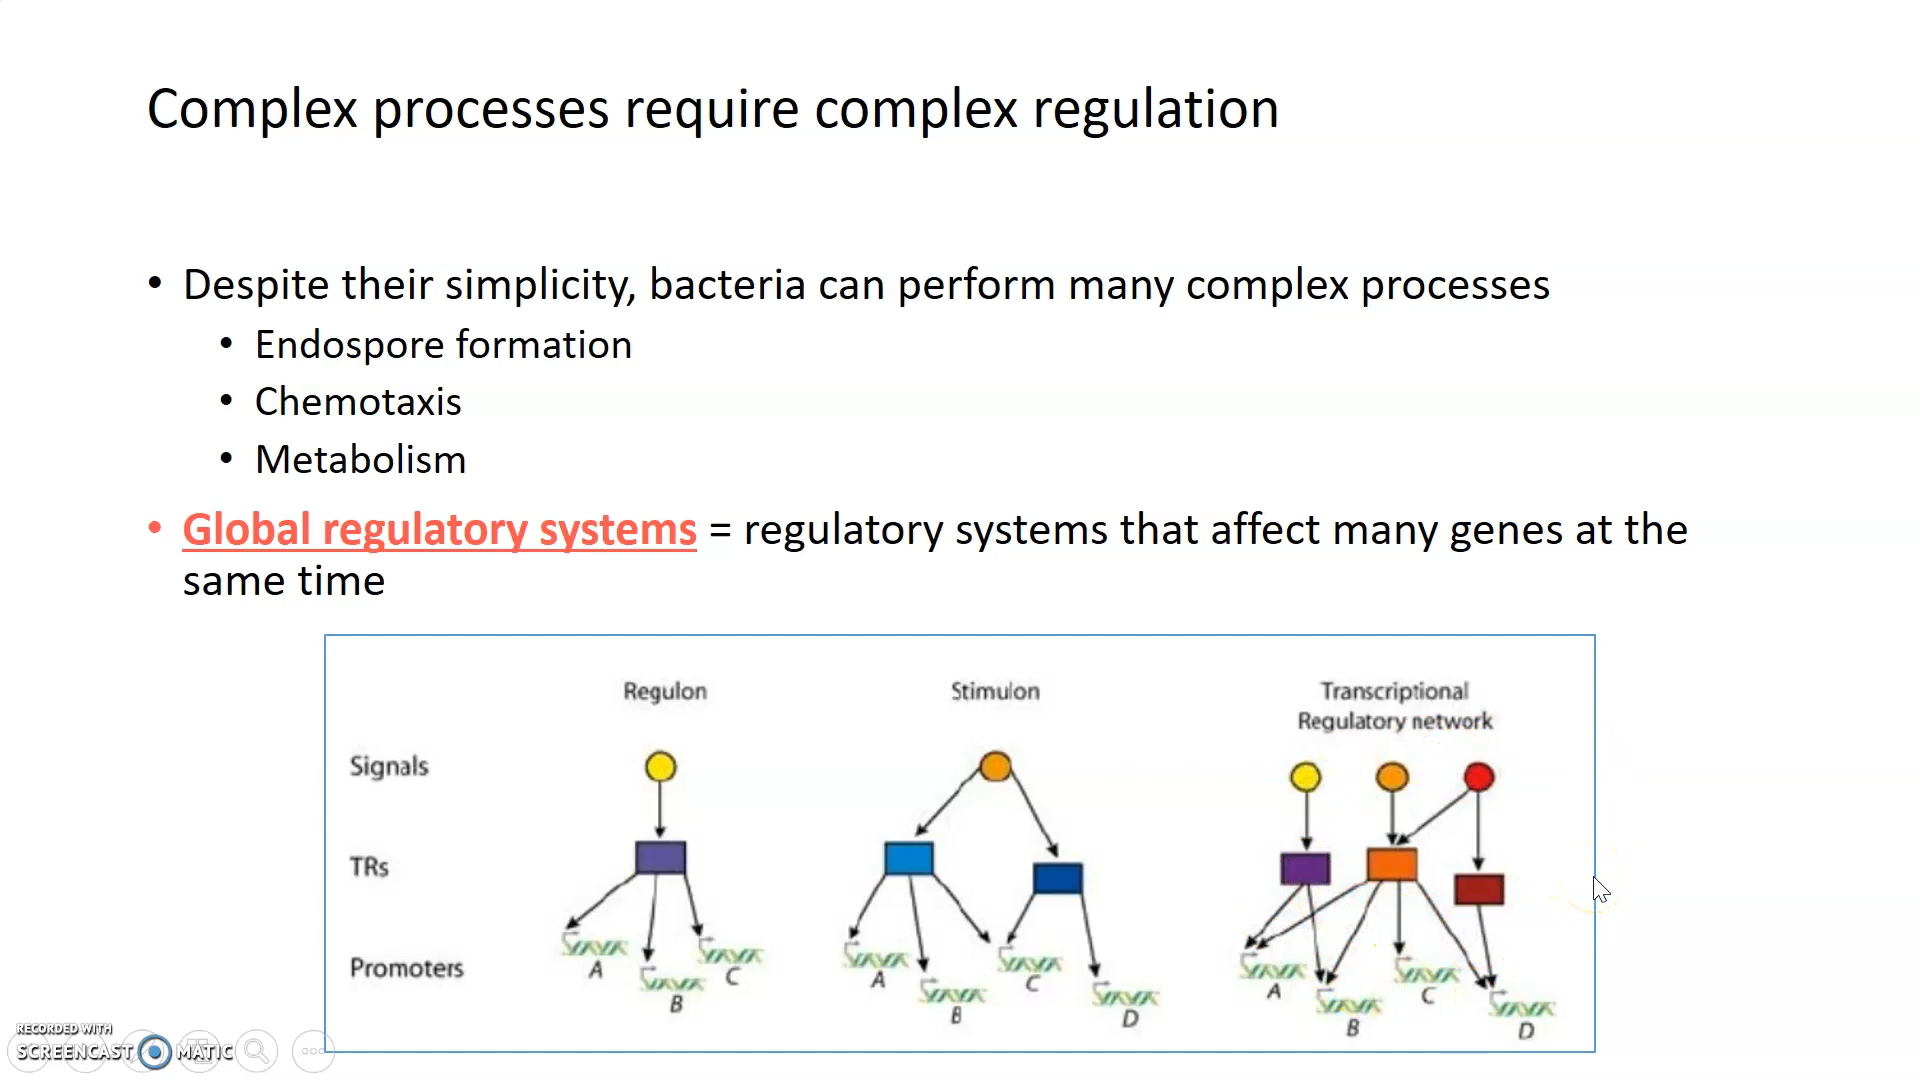 Complex processes require complex regulation
• Despite their simplicity, bacteria can perform many complex processes
• Endospore formation
• Chemotaxis
• Metabolism
• Global regulatory systems = regulatory systems that affect many genes at the
same time
Regulon
Stimulon
Transcriptional
Regulatory network
Signals
TRs
Promoters
A
B
C
A
B
C
D
A
B
C
D
RECORDED WITH
SCREENCAST MATIC